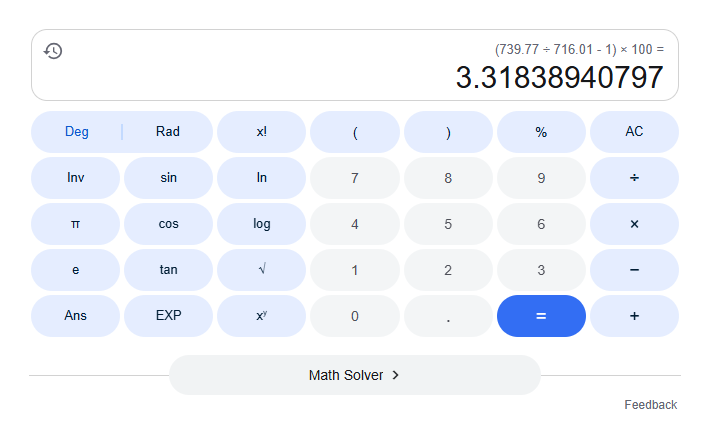 (739.77 ÷ 716.01 - 1) × 100 =
3.31838940797
Deg Rad x! ( ) % AC
Inv sin ln 7 8 9 ÷
π cos log 4 5 6 ×
e tan √ 1 2 3 −
Ans EXP xʸ 0 . = +
Math Solver
Feedback